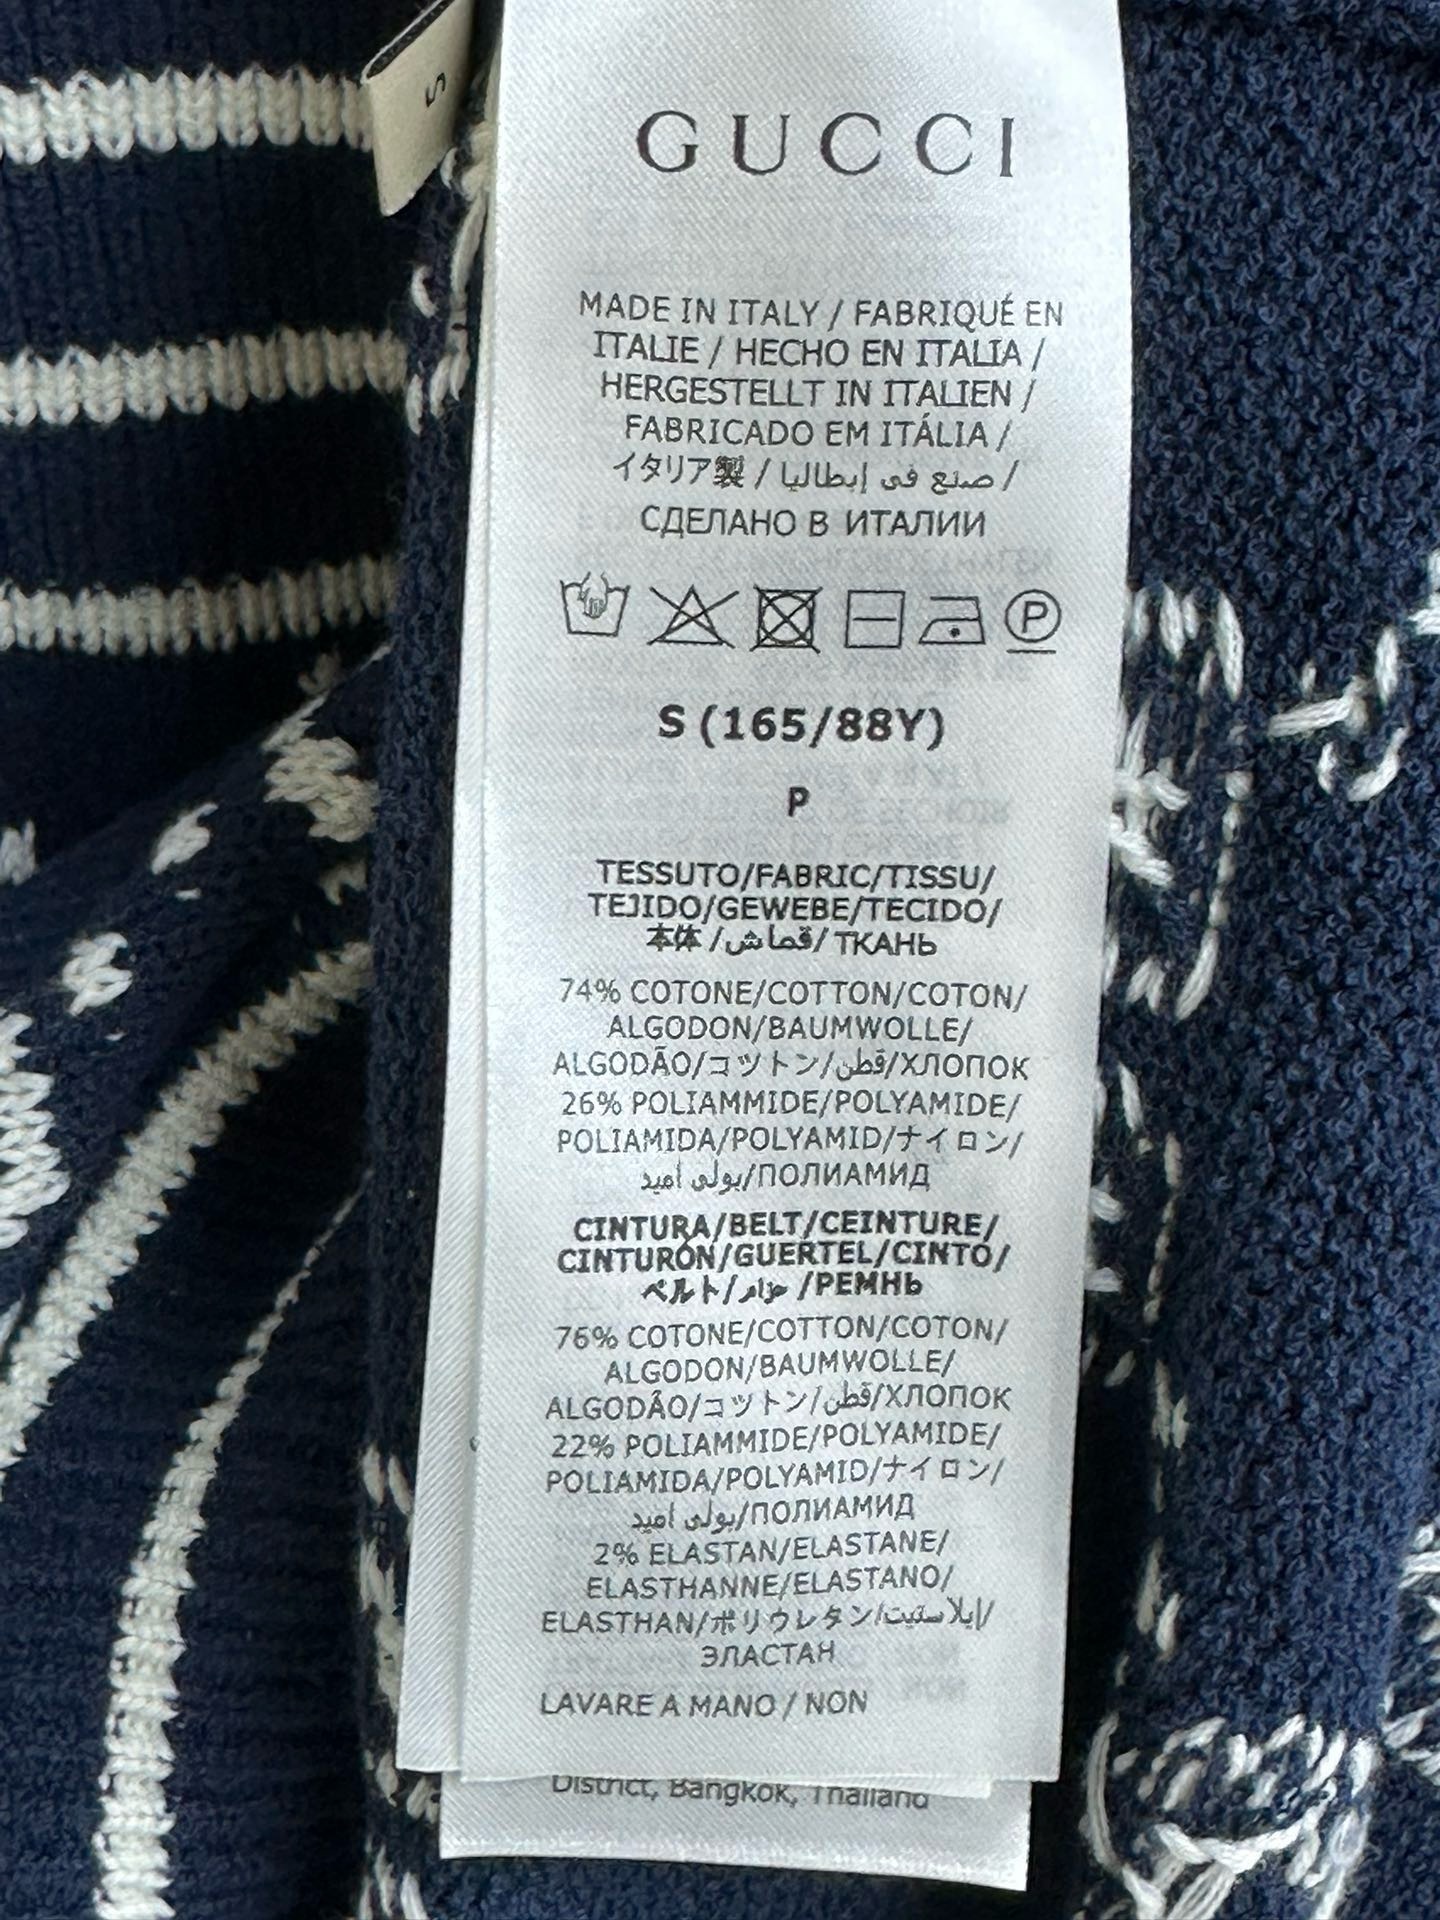 S
GUCCI
MADE IN ITALY / FABRIQUÉ EN
ITALIE / HECHO EN ITALIA /
HERGESTELLT IN ITALIEN /
FABRICADO EM ITÁLIA /
イタリア製 / صنع في إيطاليا /
СДЕЛАНО В ИТАЛИИ
P
S (165/88Y)
P
TESSUTO/FABRIC/TISSU/
TEJIDO/GEWEBE/TECIDO/
本体 /قماش/ ТКАНЬ
74% COTONE/COTTON/COTON/
ALGODON/BAUMWOLLE/
ALGODÃO/コットン/قطن/ХЛОПОК
26% POLIAMMIDE/POLYAMIDE/
POLIAMIDA/POLYAMID/ナイロン/
بولي اميد/ПОЛИАМИД
CINTURA/BELT/CEINTURE/
CINTURÓN/GUERTEL/CINTO/
ベルト/حزام /РЕМНЬ
76% COTONE/COTTON/COTON/
ALGODON/BAUMWOLLE/
ALGODÃO/コットン/قطن/ХЛОПОК
22% POLIAMMIDE/POLYAMIDE/
POLIAMIDA/POLYAMID/ナイロン/
بولي اميد/ПОЛИАМИД
2% ELASTAN/ELASTANE/
ELASTHANNE/ELASTANO/
ELASTHAN/ポリウレタン/إيلاستيت/
ЭЛАСТАН
LAVARE A MANO / NON
District, Bangkok, Thailand